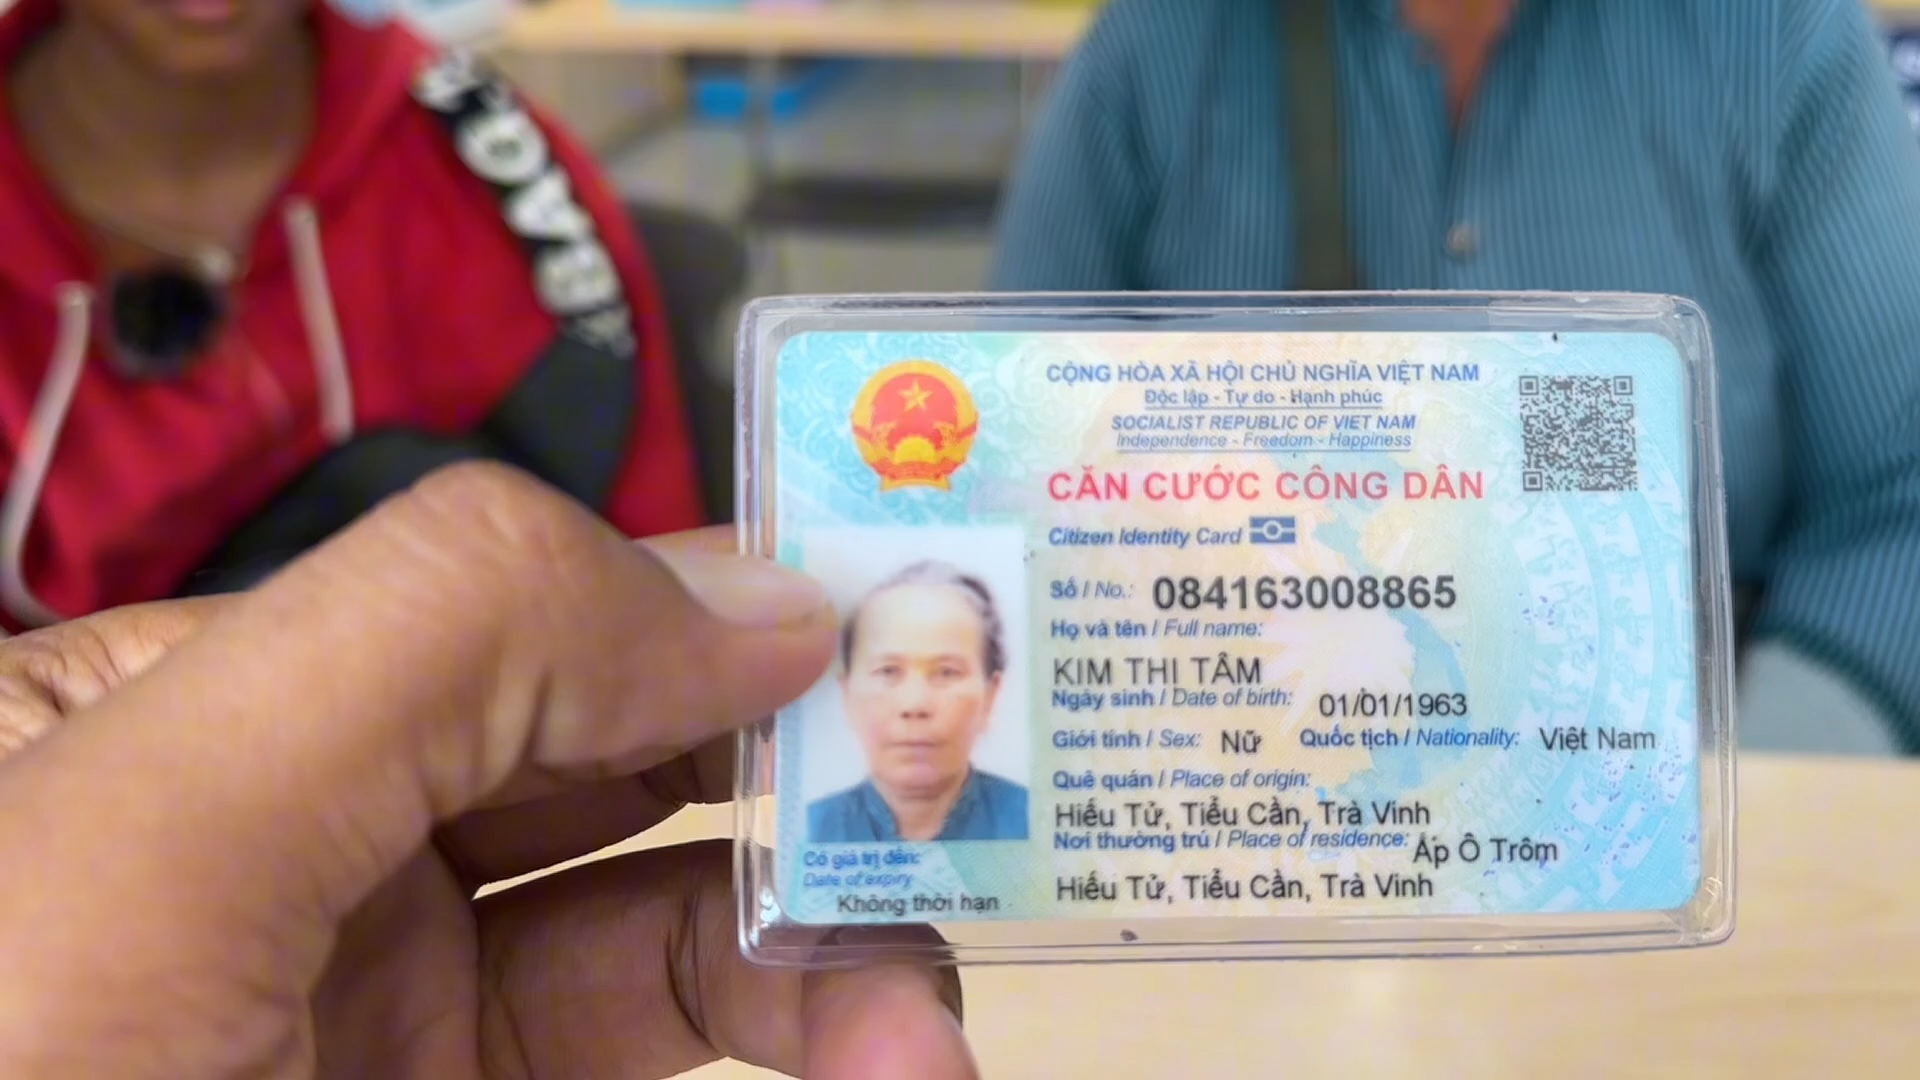 CỘNG HÒA XÃ HỘI CHỦ NGHĨA VIỆT NAM
Độc lập - Tự do - Hạnh phúc
SOCIALIST REPUBLIC OF VIET NAM
Independence - Freedom - Happiness
CĂN CƯỚC CÔNG DÂN
Citizen Identity Card
Số / No.: 084163008865
Họ và tên / Full name:
KIM THỊ TÂM
Ngày sinh / Date of birth: 01/01/1963
Giới tính / Sex: Nữ Quốc tịch / Nationality: Việt Nam
Quê quán / Place of origin:
Hiếu Tử, Tiểu Cần, Trà Vinh
Nơi thường trú / Place of residence: Ấp Ô Trôm
Hiếu Tử, Tiểu Cần, Trà Vinh
Có giá trị đến:
Date of expiry
Không thời hạn